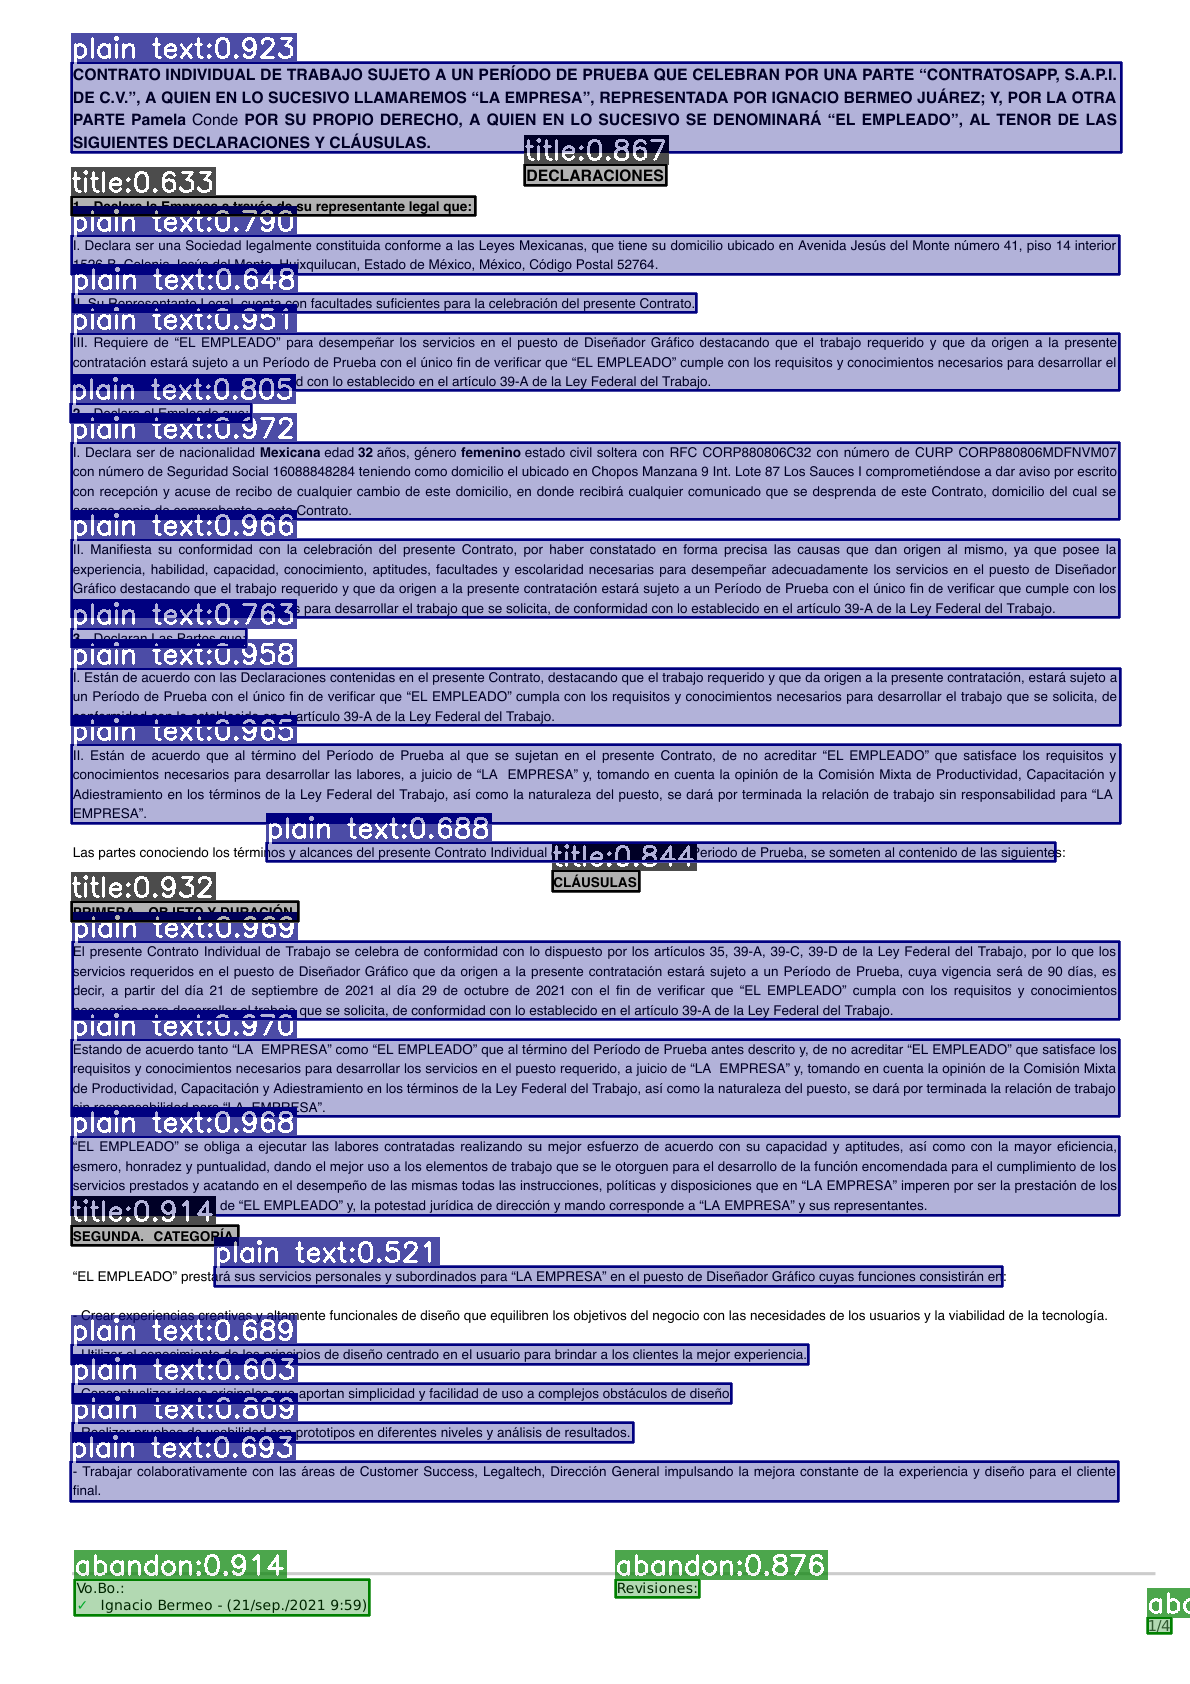 plain text:0.923
CONTRATO INDIVIDUAL DE TRABAJO SUJETO A UN PERÍODO DE PRUEBA QUE CELEBRAN POR UNA PARTE “CONTRATOSAPP, S.A.P.I.
DE C.V.”, A QUIEN EN LO SUCESIVO LLAMAREMOS “LA EMPRESA”, REPRESENTADA POR IGNACIO BERMEO JUÁREZ; Y, POR LA OTRA
PARTE Pamela Conde POR SU PROPIO DERECHO, A QUIEN EN LO SUCESIVO SE DENOMINARÁ “EL EMPLEADO”, AL TENOR DE LAS
SIGUIENTES DECLARACIONES Y CLÁUSULAS.
title:0.867
DECLARACIONES
title:0.633
1. Declara la Empresa a través de su representante legal que:
plain text:0.790
I. Declara ser una Sociedad legalmente constituida conforme a las Leyes Mexicanas, que tiene su domicilio ubicado en Avenida Jesús del Monte número 41, piso 14 interior
1526 B, Colonia Jesús del Monte, Huixquilucan, Estado de México, México, Código Postal 52764.
plain text:0.648
II. Su Representante Legal, cuenta con facultades suficientes para la celebración del presente Contrato.
plain text:0.951
III. Requiere de “EL EMPLEADO” para desempeñar los servicios en el puesto de Diseñador Gráfico destacando que el trabajo requerido y que da origen a la presente
contratación estará sujeto a un Período de Prueba con el único fin de verificar que “EL EMPLEADO” cumple con los requisitos y conocimientos necesarios para desarrollar el
con lo establecido en el artículo 39-A de la Ley Federal del Trabajo.
plain text:0.805
2. Declara el Empleado que:
plain text:0.972
I. Declara ser de nacionalidad Mexicana edad 32 años, género femenino estado civil soltera con RFC CORP880806C32 con número de CURP CORP880806MDFNVM07
con número de Seguridad Social 16088848284 teniendo como domicilio el ubicado en Chopos Manzana 9 Int. Lote 87 Los Sauces I comprometiéndose a dar aviso por escrito
con recepción y acuse de recibo de cualquier cambio de este domicilio, en donde recibirá cualquier comunicado que se desprenda de este Contrato, domicilio del cual se
agrega copia de comprobante a este Contrato.
plain text:0.966
II. Manifiesta su conformidad con la celebración del presente Contrato, por haber constatado en forma precisa las causas que dan origen al mismo, ya que posee la
experiencia, habilidad, capacidad, conocimiento, aptitudes, facultades y escolaridad necesarias para desempeñar adecuadamente los servicios en el puesto de Diseñador
Gráfico destacando que el trabajo requerido y que da origen a la presente contratación estará sujeto a un Período de Prueba con el único fin de verificar que cumple con los
para desarrollar el trabajo que se solicita, de conformidad con lo establecido en el artículo 39-A de la Ley Federal del Trabajo.
plain text:0.763
3. Declaran Las Partes que:
plain text:0.958
I. Están de acuerdo con las Declaraciones contenidas en el presente Contrato, destacando que el trabajo requerido y que da origen a la presente contratación, estará sujeto a
un Período de Prueba con el único fin de verificar que “EL EMPLEADO” cumpla con los requisitos y conocimientos necesarios para desarrollar el trabajo que se solicita, de
conformidad con lo establecido en el artículo 39-A de la Ley Federal del Trabajo.
plain text:0.965
II. Están de acuerdo que al término del Período de Prueba al que se sujetan en el presente Contrato, de no acreditar “EL EMPLEADO” que satisface los requisitos y
conocimientos necesarios para desarrollar las labores, a juicio de “LA EMPRESA” y, tomando en cuenta la opinión de la Comisión Mixta de Productividad, Capacitación y
Adiestramiento en los términos de la Ley Federal del Trabajo, así como la naturaleza del puesto, se dará por terminada la relación de trabajo sin responsabilidad para “LA
EMPRESA”.
plain text:0.688
Las partes conociendo los términos y alcances del presente Contrato Individual Periodo de Prueba, se someten al contenido de las siguientes:
title:0.844
CLÁUSULAS
title:0.932
PRIMERA. OBJETO Y DURACIÓN.
plain text:0.969
El presente Contrato Individual de Trabajo se celebra de conformidad con lo dispuesto por los artículos 35, 39-A, 39-C, 39-D de la Ley Federal del Trabajo, por lo que los
servicios requeridos en el puesto de Diseñador Gráfico que da origen a la presente contratación estará sujeto a un Período de Prueba, cuya vigencia será de 90 días, es
decir, a partir del día 21 de septiembre de 2021 al día 29 de octubre de 2021 con el fin de verificar que “EL EMPLEADO” cumpla con los requisitos y conocimientos
necesarios para desarrollar el trabajo que se solicita, de conformidad con lo establecido en el artículo 39-A de la Ley Federal del Trabajo.
plain text:0.970
Estando de acuerdo tanto “LA EMPRESA” como “EL EMPLEADO” que al término del Período de Prueba antes descrito y, de no acreditar “EL EMPLEADO” que satisface los
requisitos y conocimientos necesarios para desarrollar los servicios en el puesto requerido, a juicio de “LA EMPRESA” y, tomando en cuenta la opinión de la Comisión Mixta
de Productividad, Capacitación y Adiestramiento en los términos de la Ley Federal del Trabajo, así como la naturaleza del puesto, se dará por terminada la relación de trabajo
sin responsabilidad para “LA EMPRESA”.
plain text:0.968
“EL EMPLEADO” se obliga a ejecutar las labores contratadas realizando su mejor esfuerzo de acuerdo con su capacidad y aptitudes, así como con la mayor eficiencia,
esmero, honradez y puntualidad, dando el mejor uso a los elementos de trabajo que se le otorguen para el desarrollo de la función encomendada para el cumplimiento de los
servicios prestados y acatando en el desempeño de las mismas todas las instrucciones, políticas y disposiciones que en “LA EMPRESA” imperen por ser la prestación de los
de “EL EMPLEADO” y, la potestad jurídica de dirección y mando corresponde a “LA EMPRESA” y sus representantes.
title:0.914
SEGUNDA. CATEGORÍA.
plain text:0.521
“EL EMPLEADO” prestará sus servicios personales y subordinados para “LA EMPRESA” en el puesto de Diseñador Gráfico cuyas funciones consistirán en:
- Crear experiencias creativas y altamente funcionales de diseño que equilibren los objetivos del negocio con las necesidades de los usuarios y la viabilidad de la tecnología.
plain text:0.689
- Utilizar el conocimiento de los principios de diseño centrado en el usuario para brindar a los clientes la mejor experiencia.
plain text:0.603
- Conceptualizar ideas originales que aportan simplicidad y facilidad de uso a complejos obstáculos de diseño
plain text:0.809
- Realizar pruebas de usabilidad con prototipos en diferentes niveles y análisis de resultados.
plain text:0.693
- Trabajar colaborativamente con las áreas de Customer Success, Legaltech, Dirección General impulsando la mejora constante de la experiencia y diseño para el cliente
final.
abandon:0.914
Vo.Bo.:
✓ Ignacio Bermeo - (21/sep./2021 9:59)
abandon:0.876
Revisiones:
aba
1/4